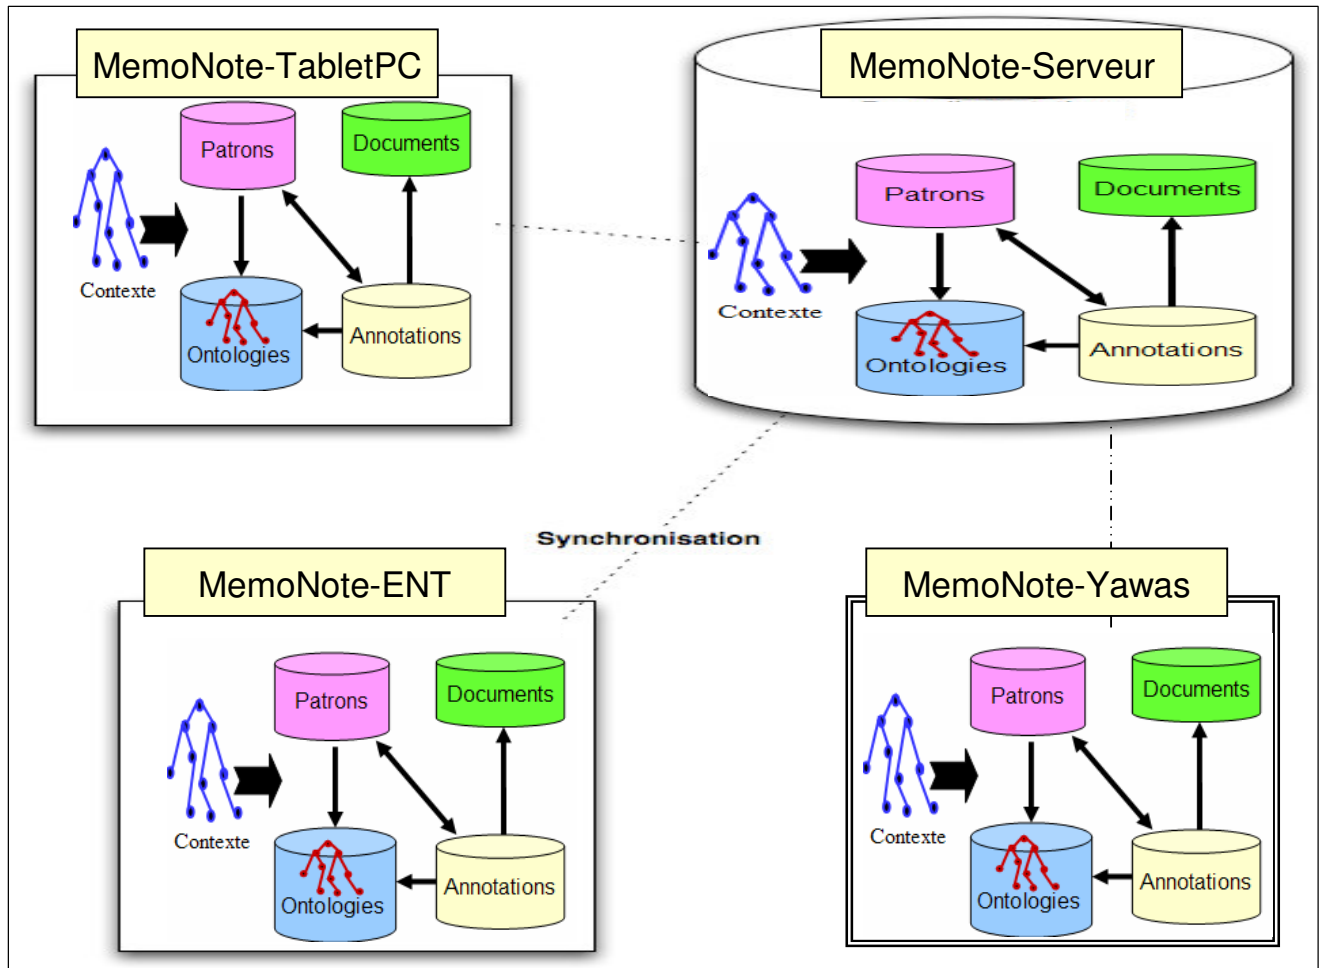 MemoNote-TabletPC
Patrons
Documents
Contexte
Ontologies
Annotations
MemoNote-Serveur
Patrons
Documents
Contexte
Ontologies
Annotations
Synchronisation
MemoNote-ENT
Patrons
Documents
Contexte
Ontologies
Annotations
MemoNote-Yawas
Patrons
Documents
Contexte
Ontologies
Annotations